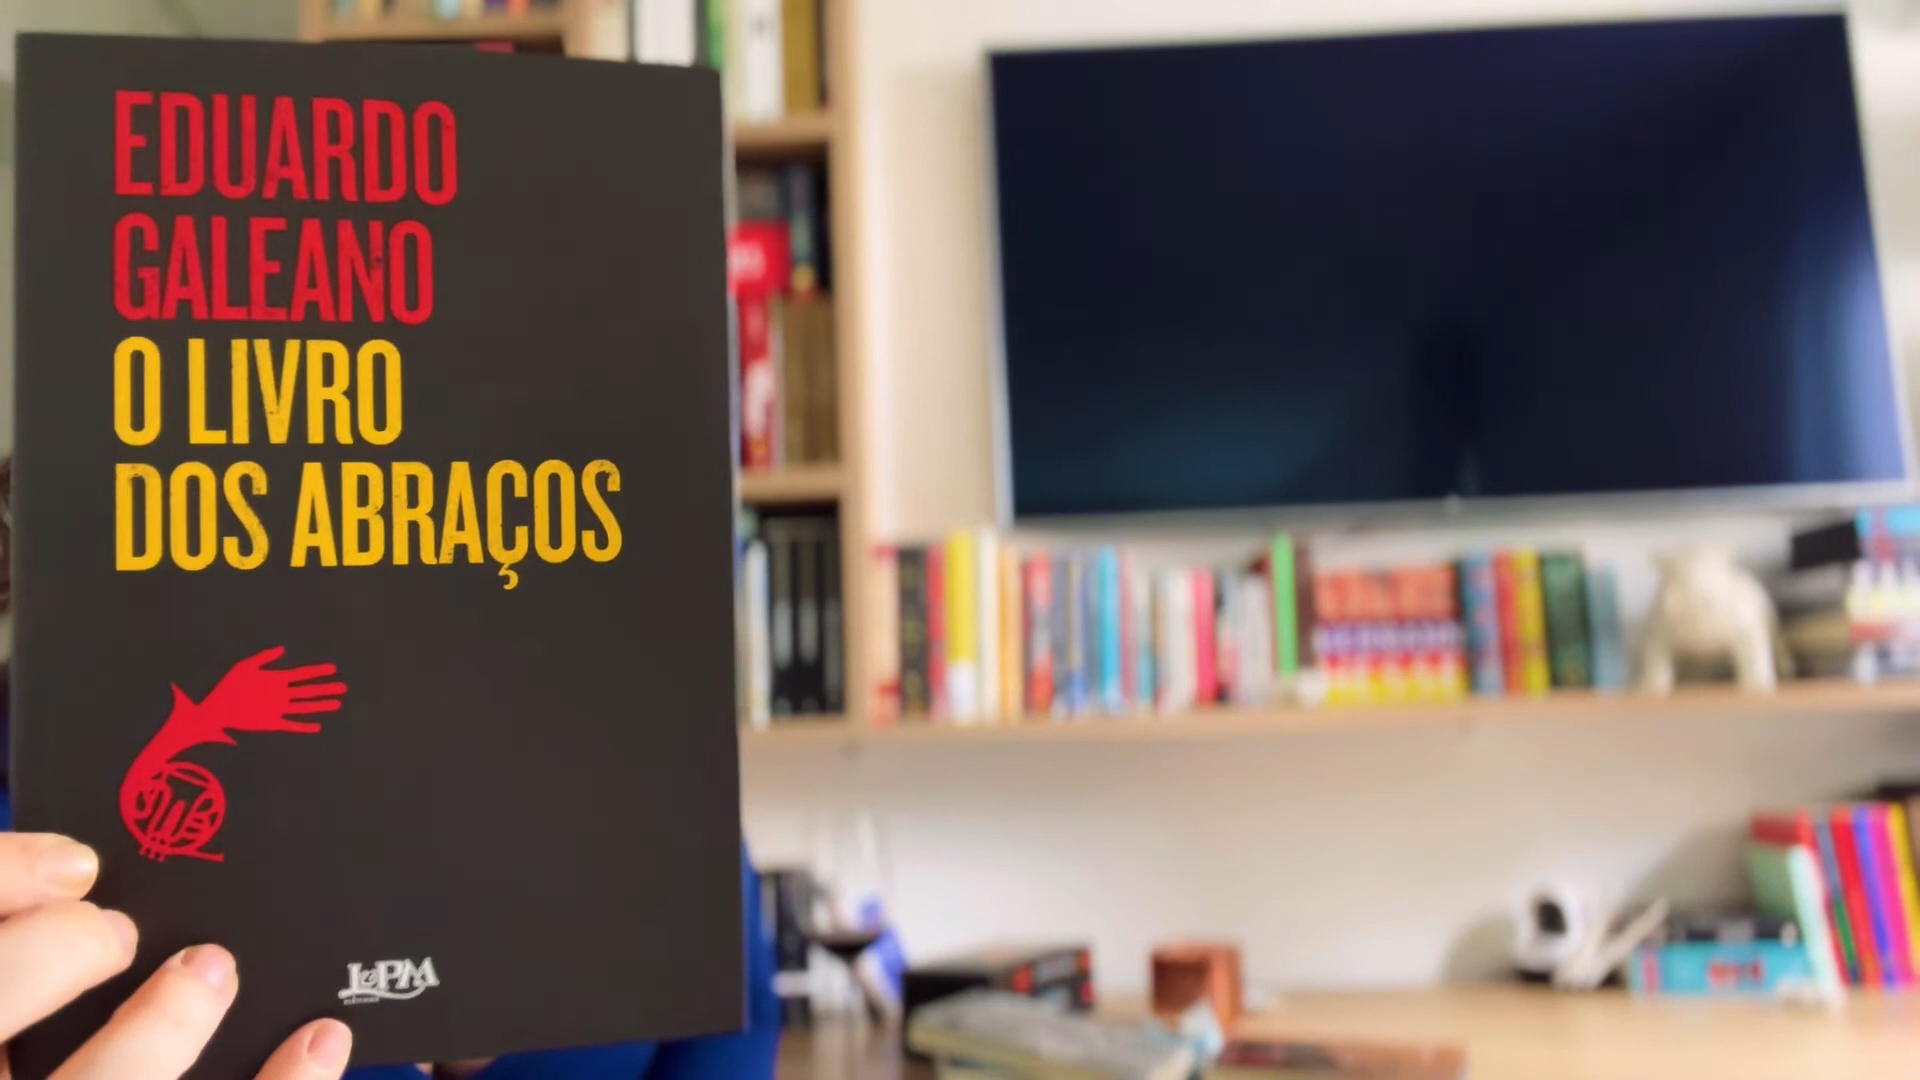 EDUARDO
GALEANO
O LIVRO
DOS ABRAÇOS
L&PM